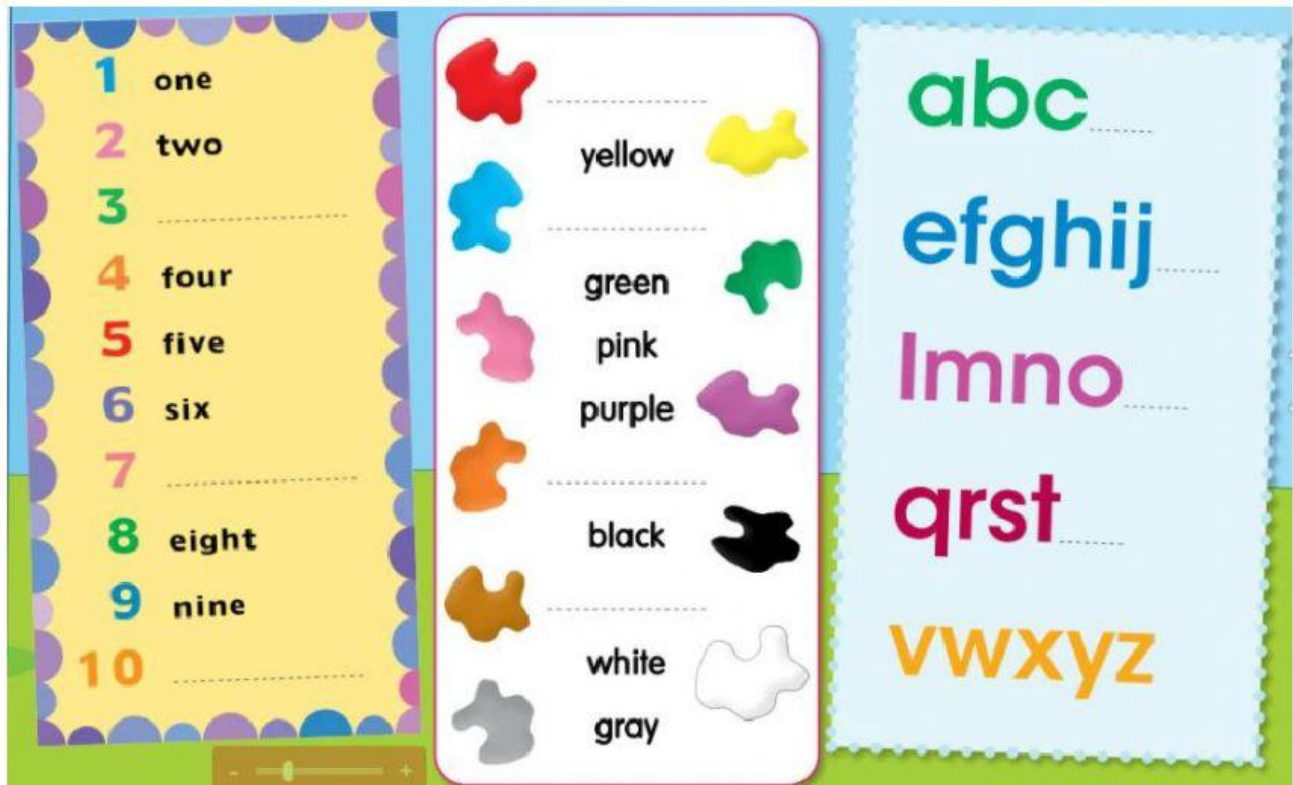 1 one
2 two
3
4 four
5 five
6 six
7
8 eight
9 nine
10
yellow
green
pink
purple
black
white
gray
abc
efghij
lmno
qrst
vwxyz
- +